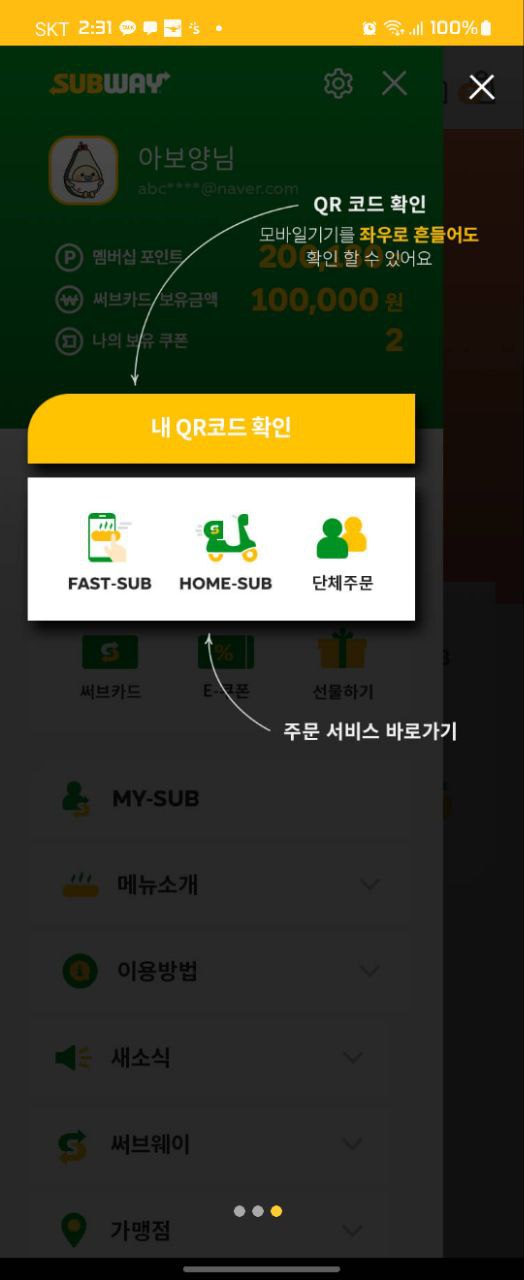 SKT 2:31 100%
SUBWAY
아보양님
abc****@naver.com
QR 코드 확인
모바일기기를 좌우로 흔들어도
확인 할 수 있어요
멤버십 포인트
써브카드 보유금액 100,000 원
나의 보유 쿠폰 2
내 QR코드 확인
FAST-SUB HOME-SUB 단체주문
써브카드 E-쿠폰 선물하기
주문 서비스 바로가기
MY-SUB
메뉴소개
이용방법
새소식
써브웨이
가맹점